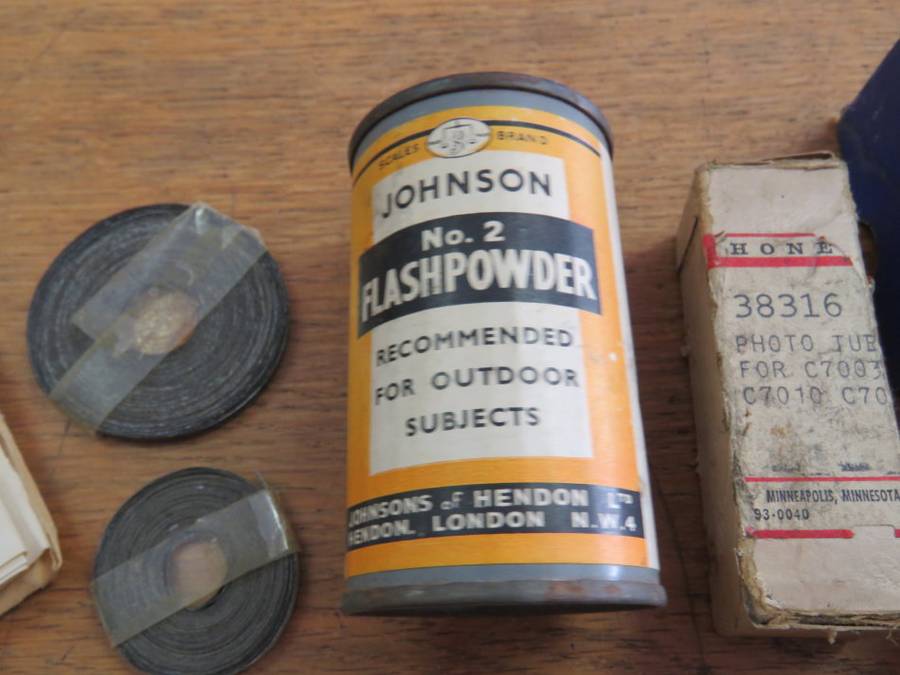 SCALES BRAND
JOHNSON
No. 2
FLASHPOWDER
RECOMMENDED
FOR OUTDOOR
SUBJECTS
JOHNSONS of HENDON LTD
HENDON. LONDON N.W.4
HONE
38316
PHOTO TUB
FOR C7003
C7010 C70
MINNEAPOLIS, MINNESOTA
93-0040